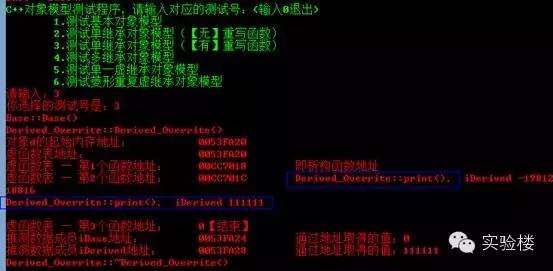 C++对象模型测试程序，请输入对应的测试号：<输入0退出>
1.测试基本对象模型
2.测试单继本对象模型（【无】重写函数）
3.测试单继本对象模型（【有】重写函数）
4.测试多继本对象模型
5.测试单一虚继本对象模型
6.测试菱形重复虚继本对象模型
请输入：3
你选择的测试号是：3
Base::Base()
Derived_Overrite::Derived_Overrite()
对象d的起始内存地址： 0053FA20
虚函数表地址： 0053FA20
虚函数表 — 第1个函数地址： 00CC7018 即析构函数地址
虚函数表 — 第2个函数地址： 00CC701C Derived_Overrite::print(), iDerived -17812
18816
Derived_Overrite::print(), iDerived 111111
虚函数表 — 第3个函数地址： 0【结束】
推测数据成员iBase地址： 0053FA24 通过地址取得的值：0
推测数据成员iDerived地址： 0053FA28 通过地址取得的值：111111
Derived_Overrite::~Derived_Overrite()
实验楼